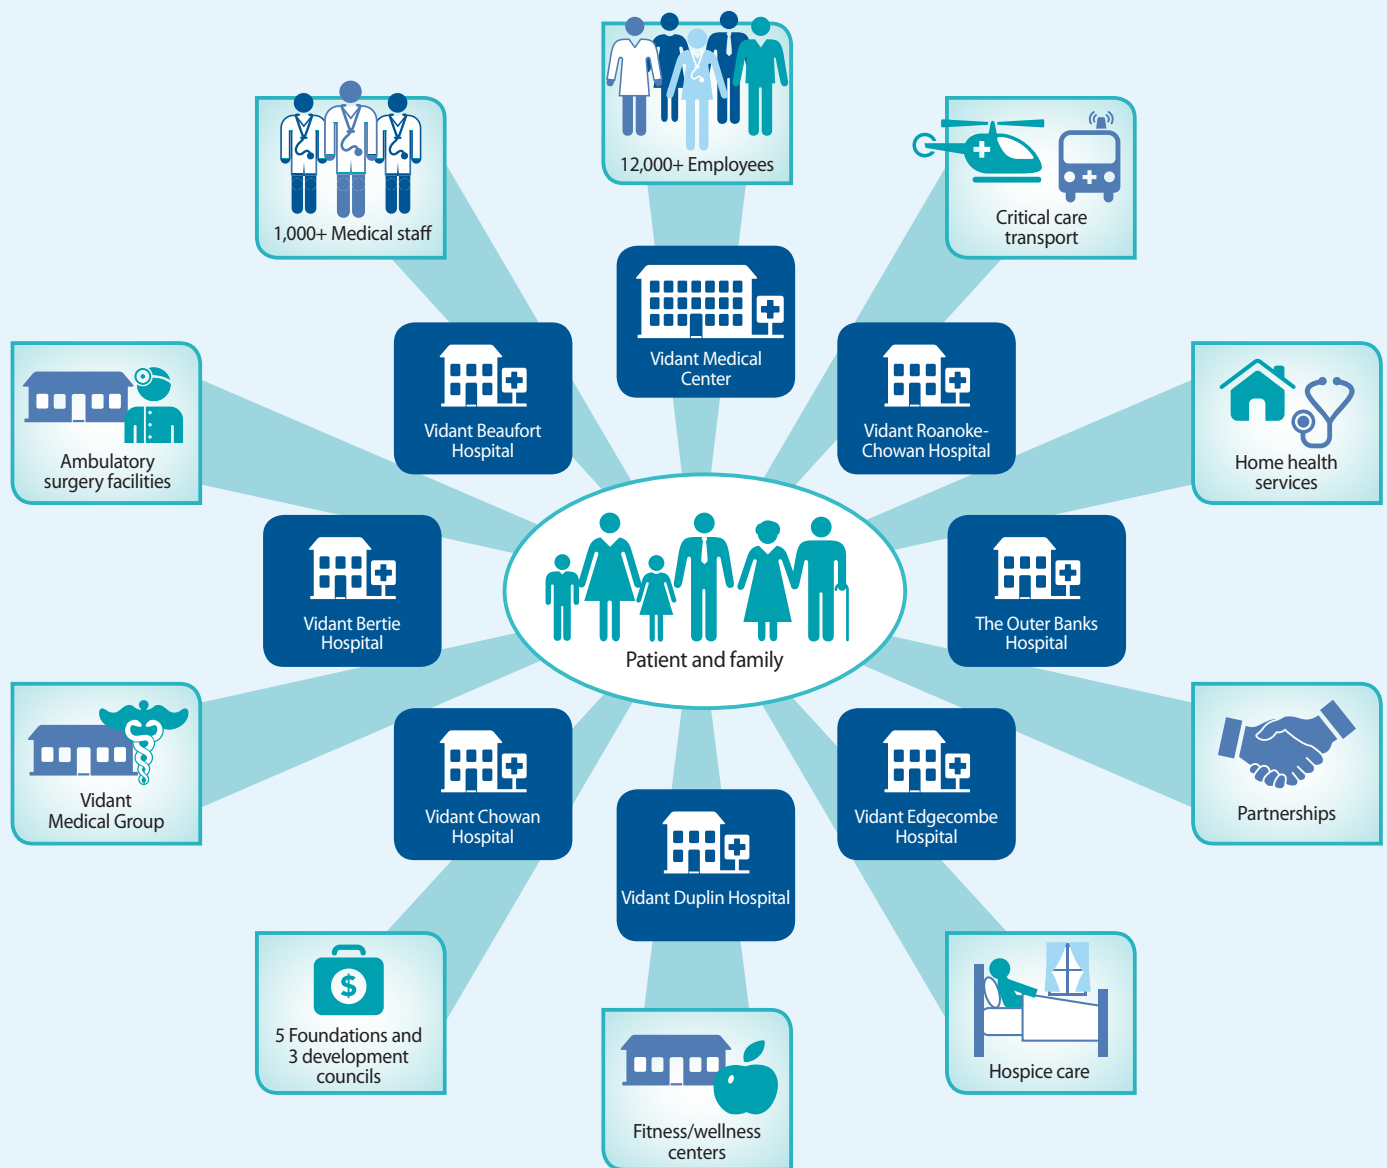 12,000+ Employees
1,000+ Medical staff
Critical care
transport
Vidant Medical
Center
Vidant Beaufort
Hospital
Vidant Roanoke-
Chowan Hospital
Ambulatory
surgery facilities
Home health
services
Vidant Bertie
Hospital
The Outer Banks
Hospital
Patient and family
Vidant
Medical Group
Vidant Chowan
Hospital
Vidant Edgecombe
Hospital
Partnerships
Vidant Duplin Hospital
$
5 Foundations and
3 development
councils
Hospice care
Fitness/wellness
centers